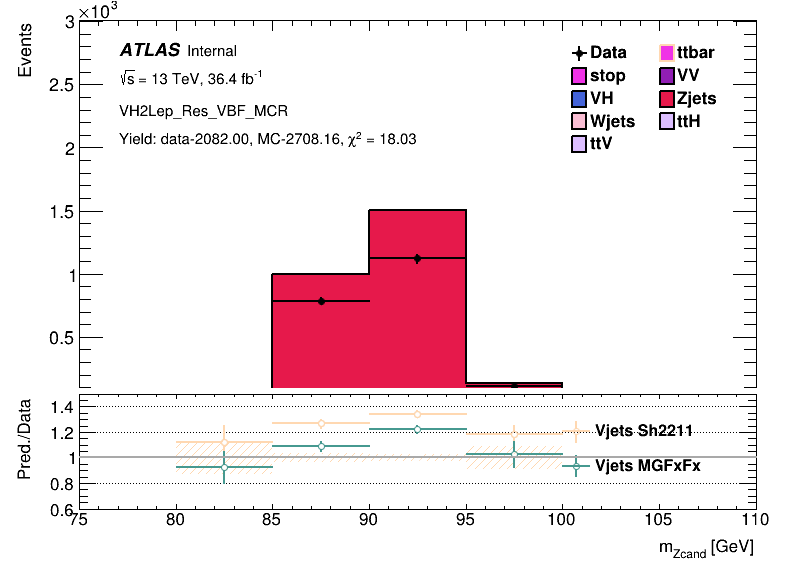 ×10³
Events
3
2.5
2
1.5
1
0.5
ATLAS Internal
√s = 13 TeV, 36.4 fb⁻¹
VH2Lep_Res_VBF_MCR
Yield: data-2082.00, MC-2708.16, χ² = 18.03
Data ttbar
stop VV
VH Zjets
Wjets ttH
ttV
Pred./Data
1.4
1.2
1
0.8
0.6
Vjets Sh2211
Vjets MGFxFx
75 80 85 90 95 100 105 110
m_Zcand [GeV]